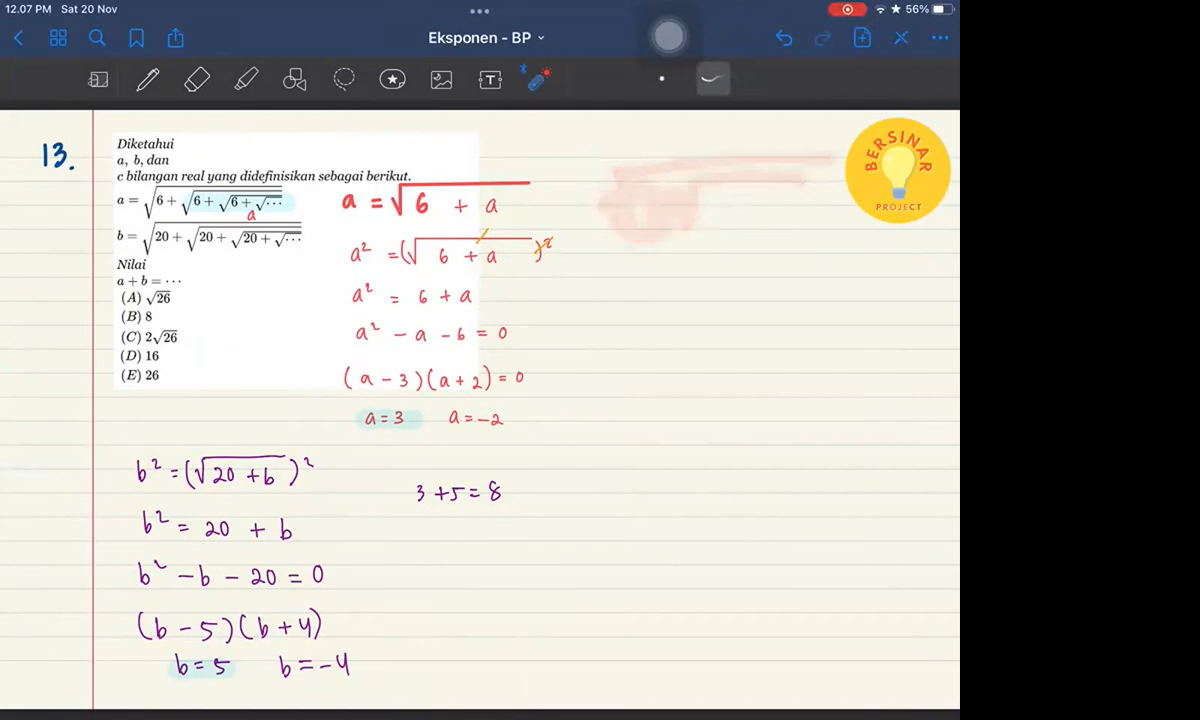 12.07 PM Sat 20 Nov
56%
Eksponen - BP
BERSINAR
PROJECT
13.
Diketahui
a, b, dan
c bilangan real yang didefinisikan sebagai berikut.
a = √(6 + √(6 + √(6 + √⋯)))
a
b = √(20 + √(20 + √(20 + √⋯)))
Nilai
a + b = ⋯
(A) √26
(B) 8
(C) 2√26
(D) 16
(E) 26
a = √(6 + a)
a² = (√(6 + a))²
a² = 6 + a
a² - a - 6 = 0
(a - 3)(a + 2) = 0
a = 3 a = -2
b² = (√(20 + b))²
b² = 20 + b
b² - b - 20 = 0
(b - 5)(b + 4)
b = 5 b = -4
3 + 5 = 8